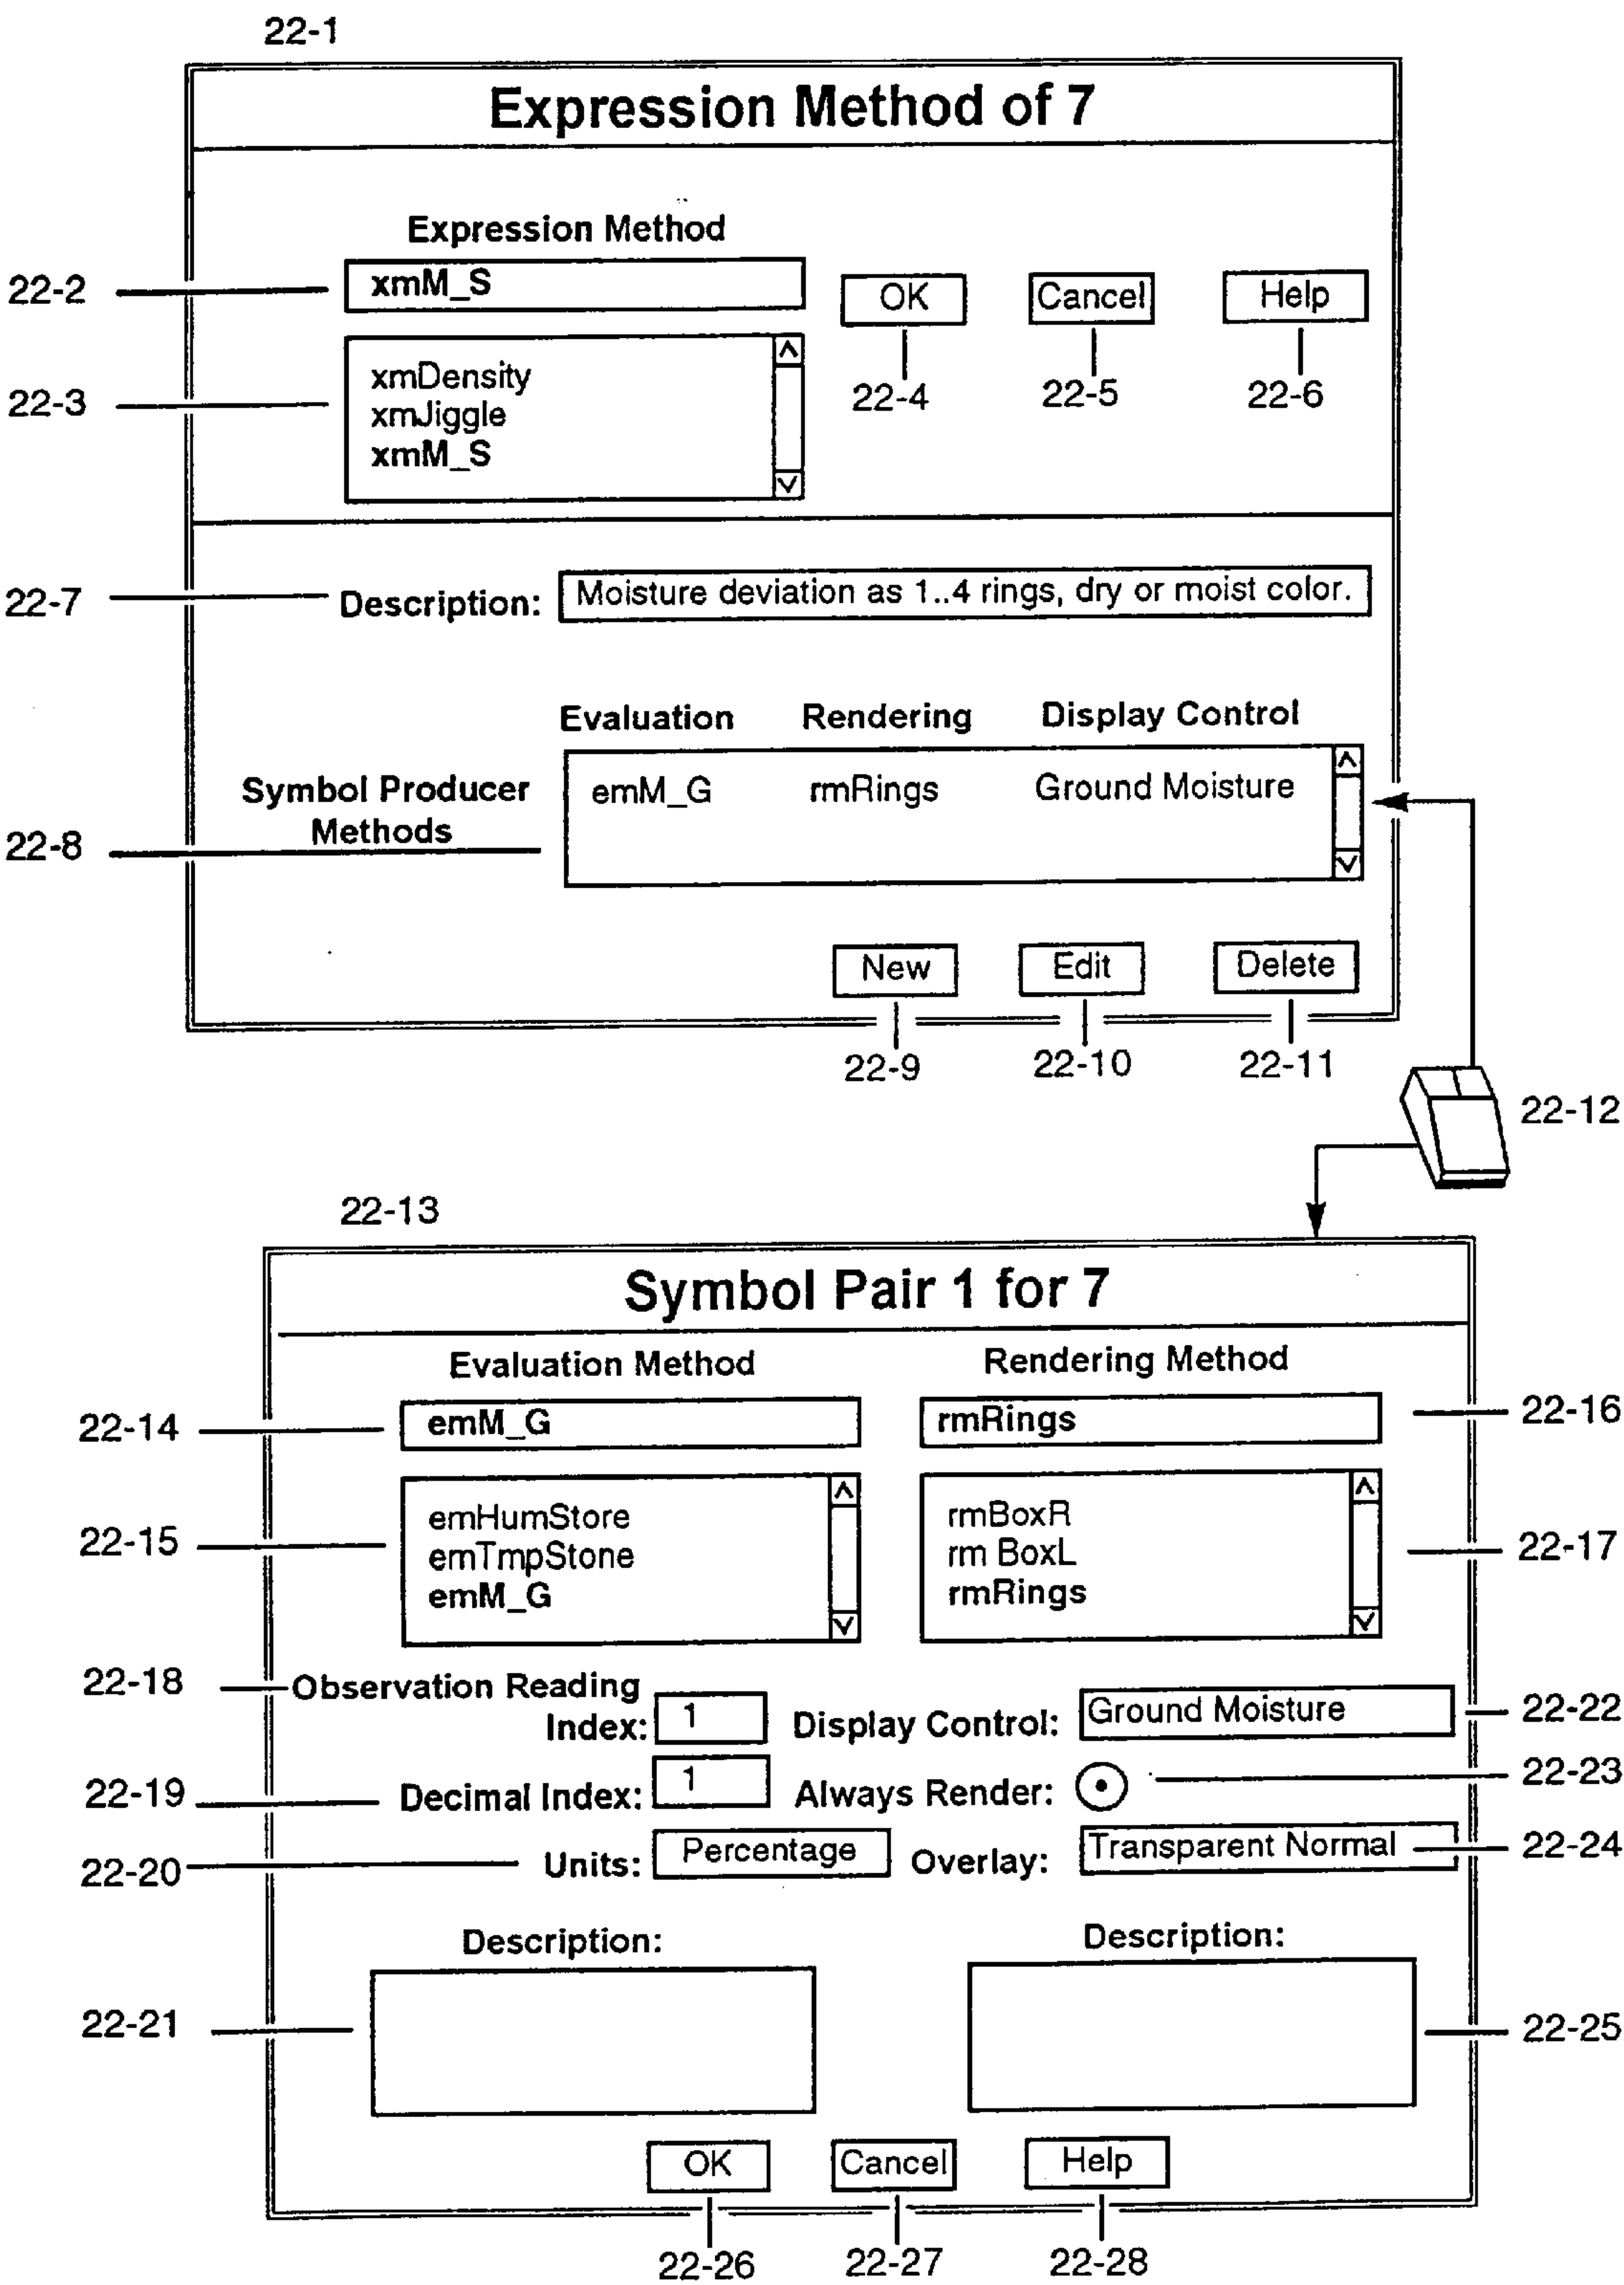 22-1
Expression Method of 7
Expression Method
22-2
xmM_S
OK
Cancel
Help
22-3
xmDensity
xmJiggle
xmM_S
22-4
22-5
22-6
22-7
Description:
Moisture deviation as 1..4 rings, dry or moist color.
Evaluation
Rendering
Display Control
Symbol Producer
Methods
emM_G
rmRings
Ground Moisture
22-8
New
Edit
Delete
22-9
22-10
22-11
22-12
22-13
Symbol Pair 1 for 7
Evaluation Method
Rendering Method
22-14
emM_G
rmRings
22-16
22-15
emHumStore
emTmpStone
emM_G
rmBoxR
rm BoxL
rmRings
22-17
22-18
Observation Reading
Index:
1
Display Control:
Ground Moisture
22-22
22-19
Decimal Index:
1
Always Render:
22-23
22-20
Units:
Percentage
Overlay:
Transparent Normal
22-24
Description:
Description:
22-21
22-25
OK
Cancel
Help
22-26
22-27
22-28